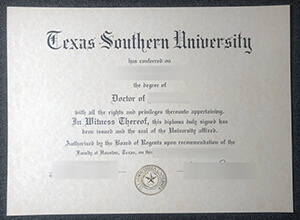 Texas Southern University
has conferred on
the degree of
Doctor of
with all the rights and privileges thereunto appertaining.
In Witness Thereof, this diploma duly signed has
been issued and the seal of the University affixed.
Authorized by the Board of Regents upon recommendation of the
Faculty at Houston, Texas, on the